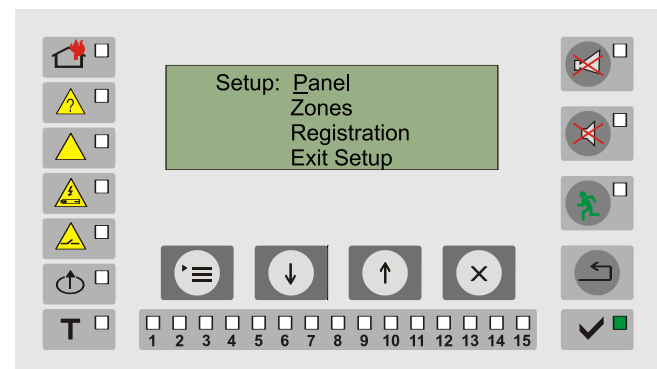 Setup: Panel
Zones
Registration
Exit Setup
?
T
1 2 3 4 5 6 7 8 9 10 11 12 13 14 15